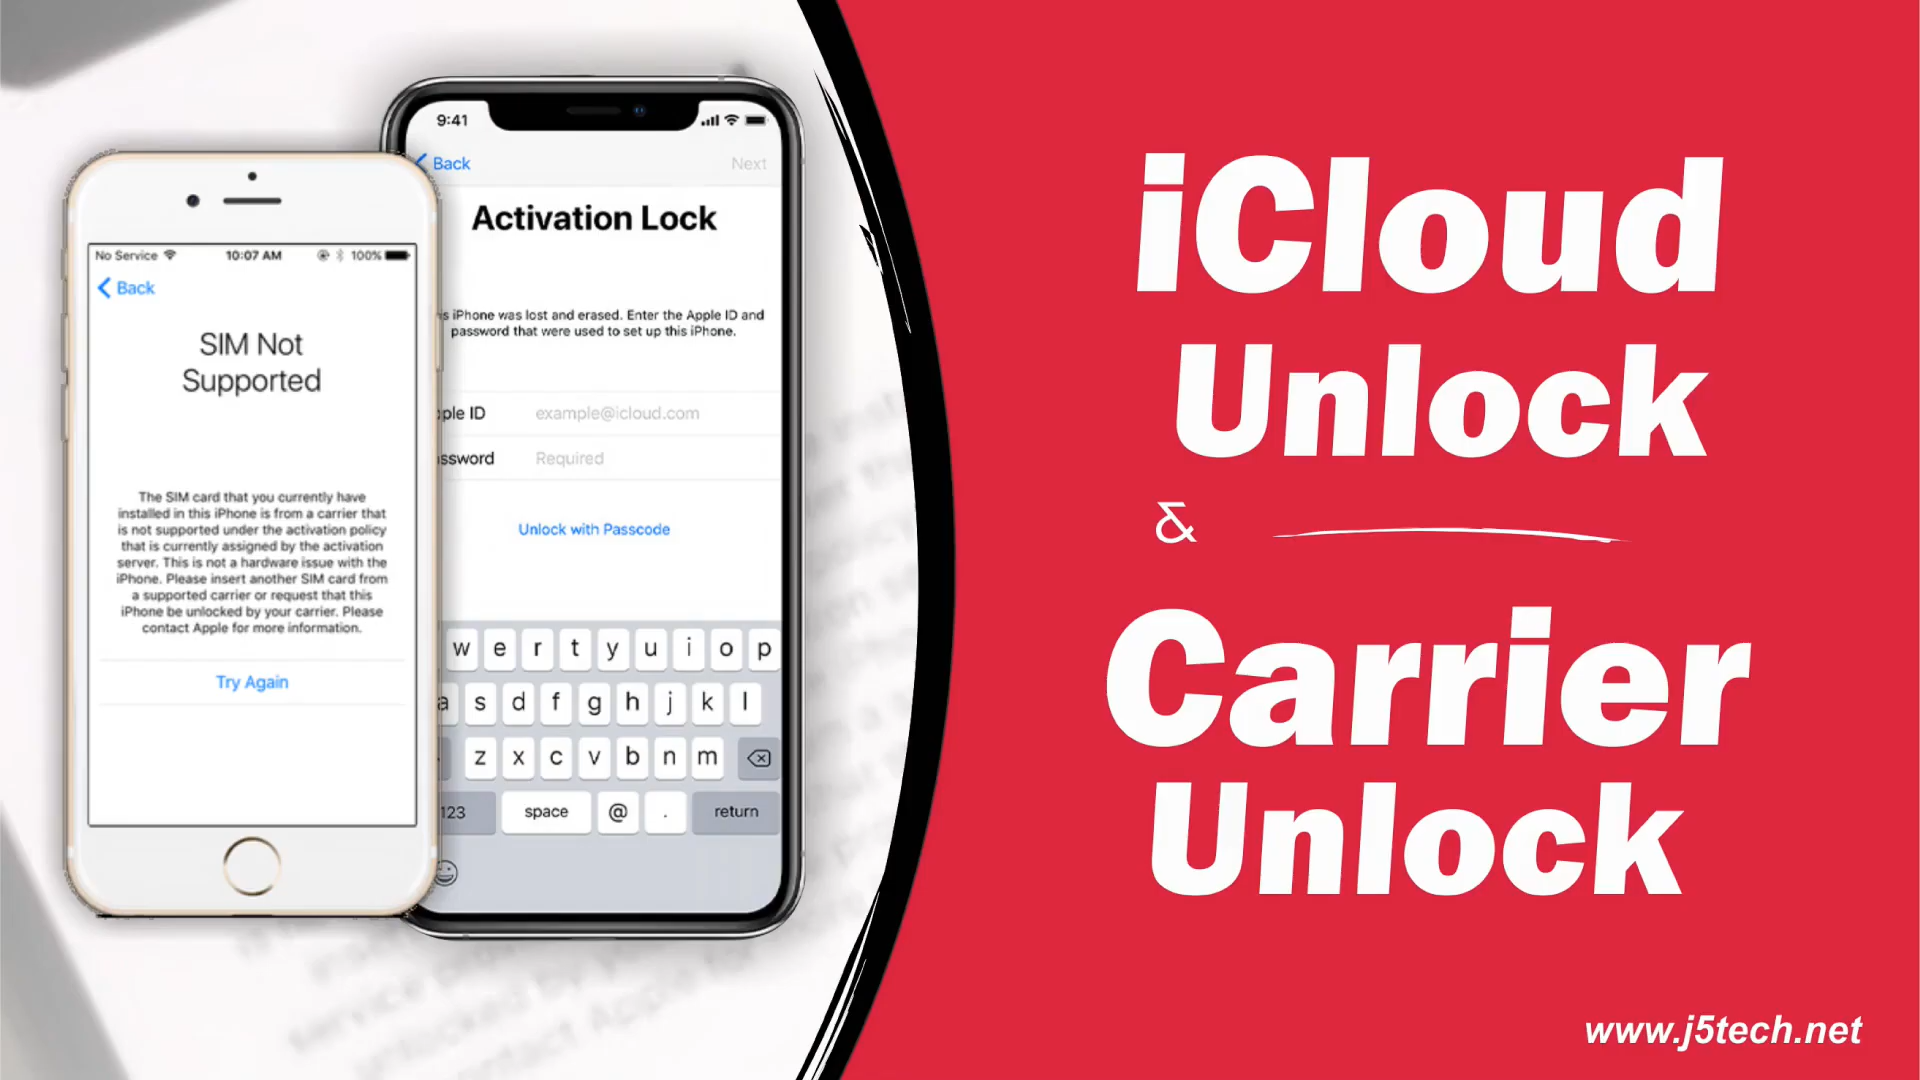 No Service 10:07 AM 100%
Back
SIM Not
Supported
The SIM card that you currently have
installed in this iPhone is from a carrier that
is not supported under the activation policy
that is currently assigned by the activation
server. This is not a hardware issue with the
iPhone. Please insert another SIM card from
a supported carrier or request that this
iPhone be unlocked by your carrier. Please
contact Apple for more information.
Try Again
9:41
Back Next
Activation Lock
s iPhone was lost and erased. Enter the Apple ID and
password that were used to set up this iPhone.
ple ID example@icloud.com
ssword Required
Unlock with Passcode
w e r t y u i o p
a s d f g h j k l
z x c v b n m
123 space @ . return
iCloud
Unlock
&
Carrier
Unlock
www.j5tech.net